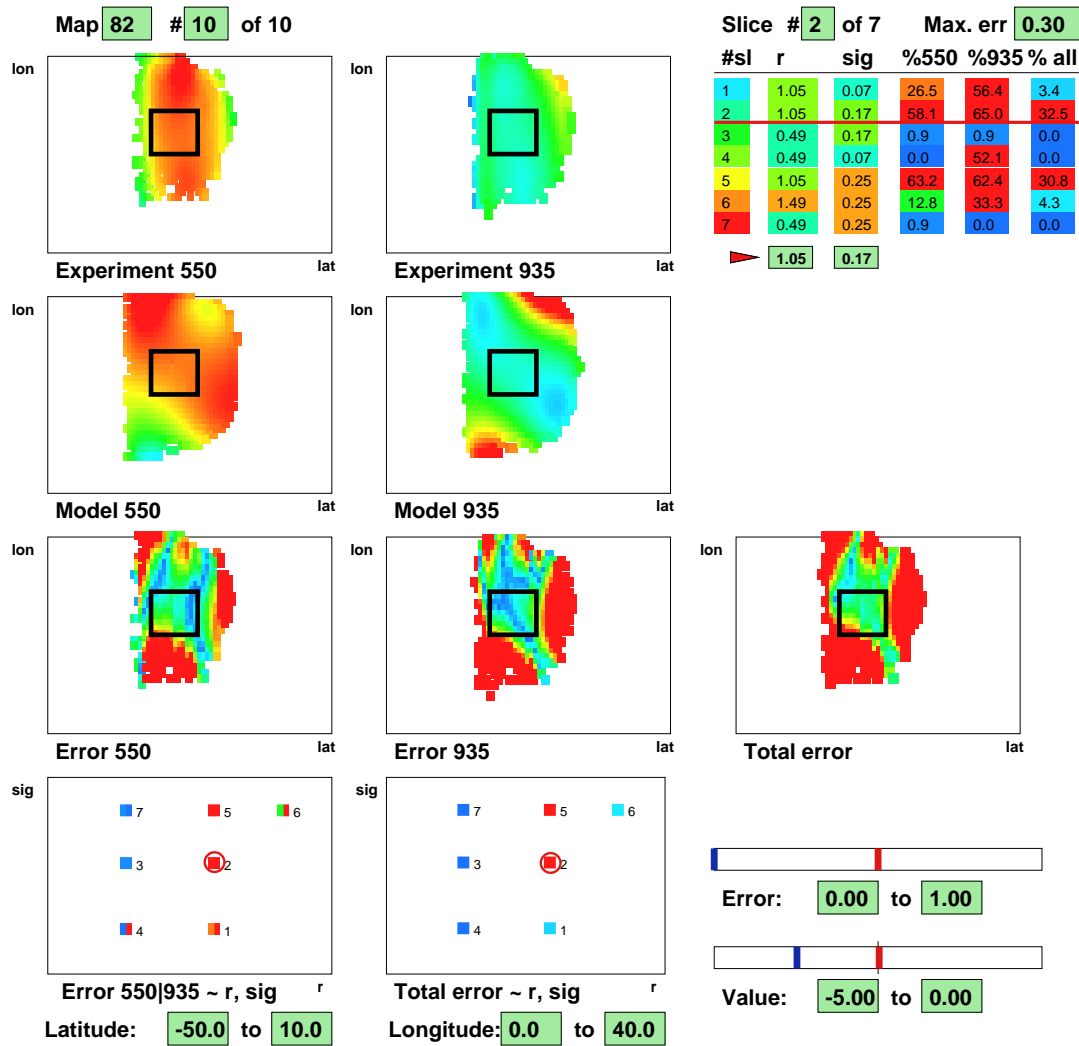 Map 82 # 10 of 10
Slice # 2 of 7 Max. err 0.30
#sl r sig %550 %935 % all
1 1.05 0.07 26.5 56.4 3.4
2 1.05 0.17 58.1 65.0 32.5
3 0.49 0.17 0.9 0.9 0.0
4 0.49 0.07 0.0 52.1 0.0
5 1.05 0.25 63.2 62.4 30.8
6 1.49 0.25 12.8 33.3 4.3
7 0.49 0.25 0.9 0.0 0.0
1.05 0.17
lon
lat
Experiment 550
lon
lat
Experiment 935
lon
lat
Model 550
lon
lat
Model 935
lon
lat
Error 550
lon
lat
Error 935
lon
lat
Total error
sig
7 5 6
3 2
4 1
Error 550|935 ~ r, sig r
sig
7 5 6
3 2
4 1
Total error ~ r, sig r
Error: 0.00 to 1.00
Value: -5.00 to 0.00
Latitude: -50.0 to 10.0
Longitude: 0.0 to 40.0